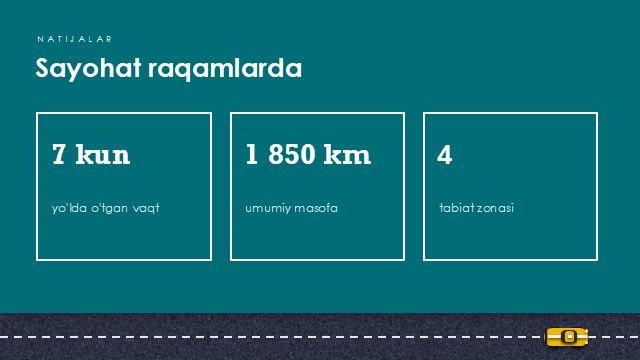 NATIJALAR
Sayohat raqamlarda
7 kun
yo'lda o'tgan vaqt
1 850 km
umumiy masofa
4
tabiat zonasi